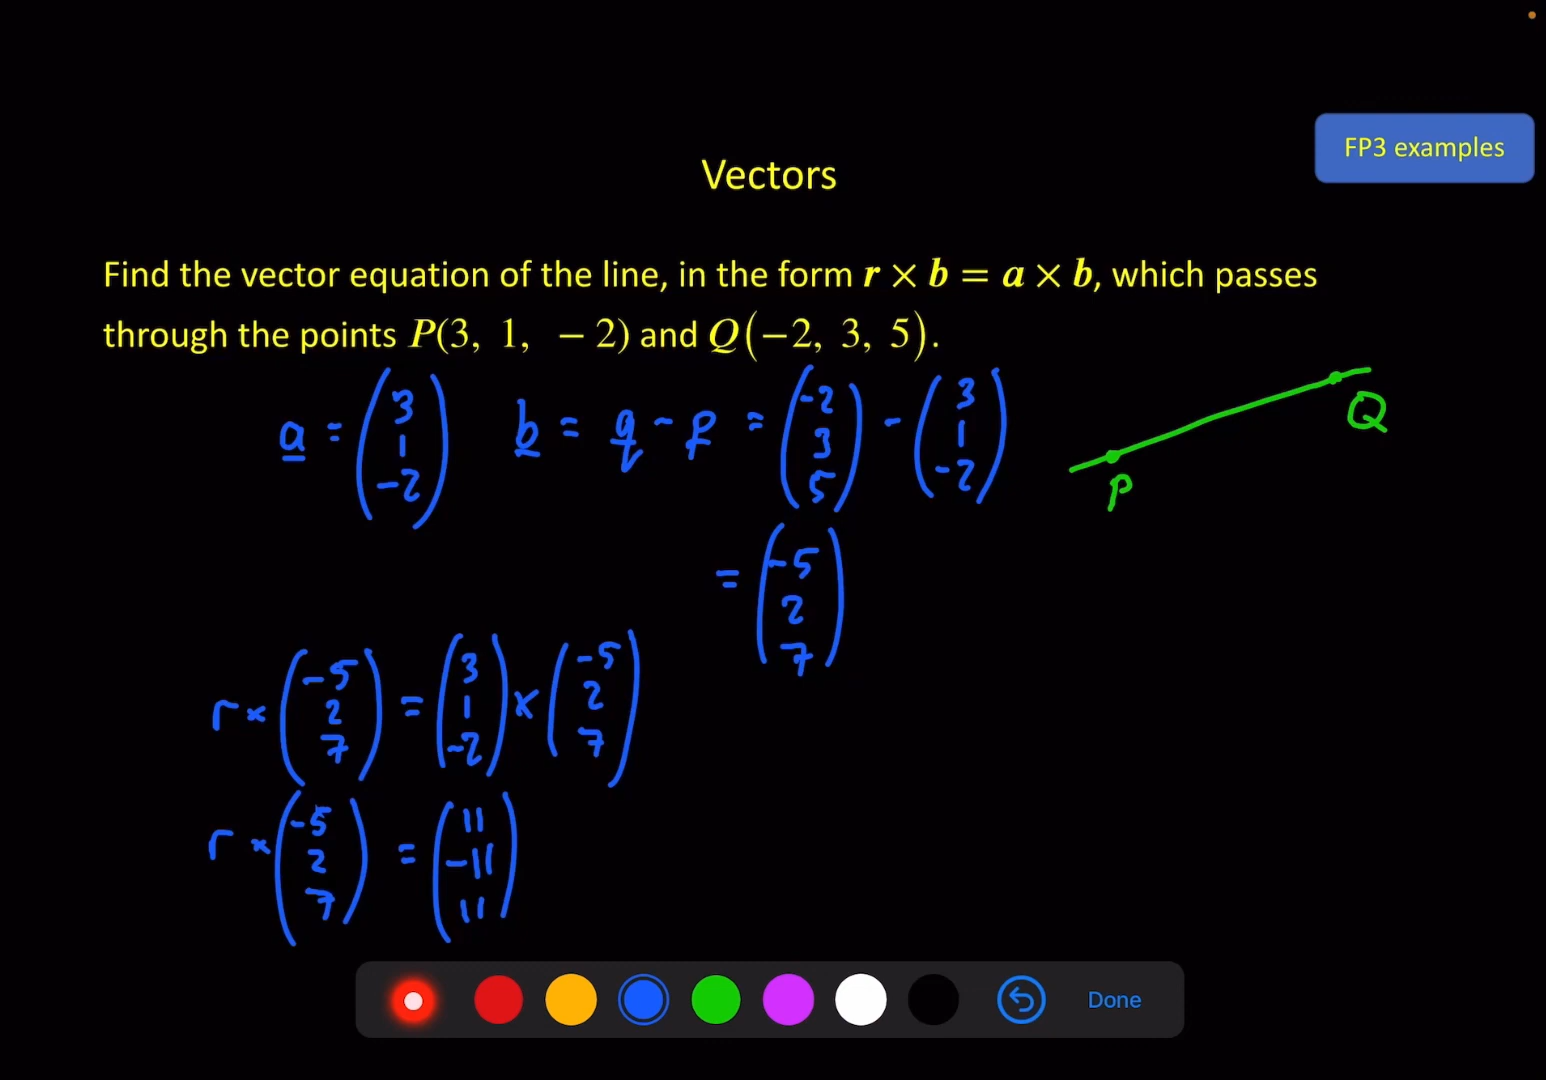 FP3 examples
Vectors
Find the vector equation of the line, in the form r × b = a × b, which passes
through the points P(3, 1, − 2) and Q(−2, 3, 5).
a = (3 1 -2) b = q - p = (-2 3 5) - (3 1 -2)
P Q
= (-5 2 7)
r × (-5 2 7) = (3 1 -2) × (-5 2 7)
r × (-5 2 7) = (11 -11 11)
Done